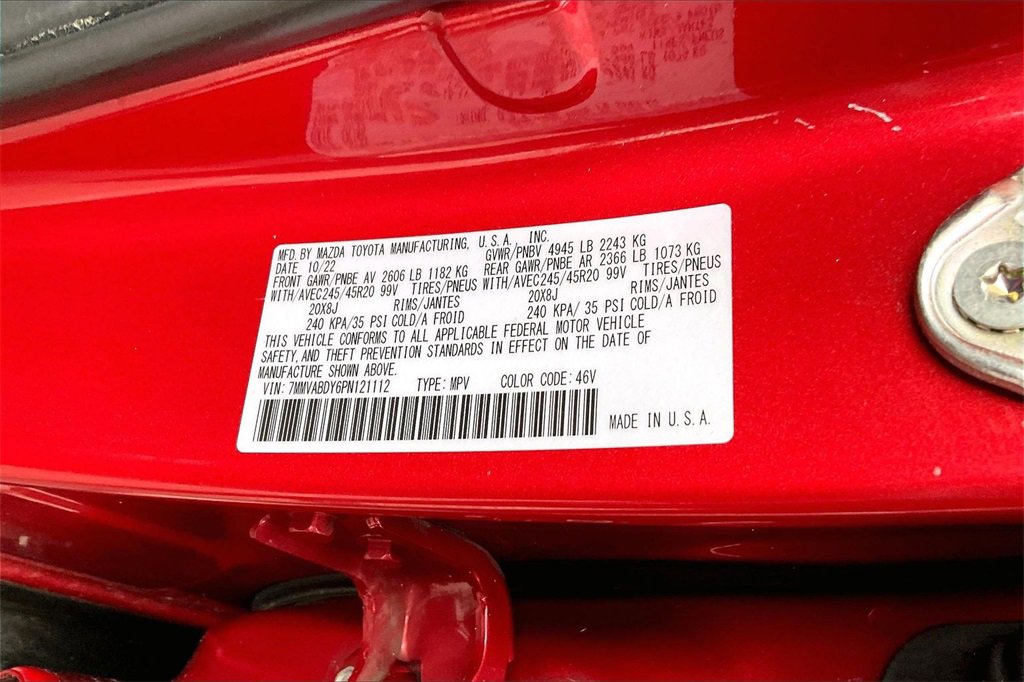 MFD. BY MAZDA TOYOTA MANUFACTURING, U.S.A. INC.
DATE 10/22 GVWR/PNBV 4945 LB 2243 KG
FRONT GAWR/PNBE AV 2606 LB 1182 KG REAR GAWR/PNBE AR 2366 LB 1073 KG
WITH/AVEC245/45R20 99V TIRES/PNEUS WITH/AVEC245/45R20 99V TIRES/PNEUS
20X8J RIMS/JANTES 20X8J RIMS/JANTES
240 KPA/35 PSI COLD/A FROID 240 KPA/35 PSI COLD/A FROID
THIS VEHICLE CONFORMS TO ALL APPLICABLE FEDERAL MOTOR VEHICLE
SAFETY, AND THEFT PREVENTION STANDARDS IN EFFECT ON THE DATE OF
MANUFACTURE SHOWN ABOVE.
VIN: 7MMVABDY6PN121112 TYPE: MPV COLOR CODE: 46V
MADE IN U.S.A.